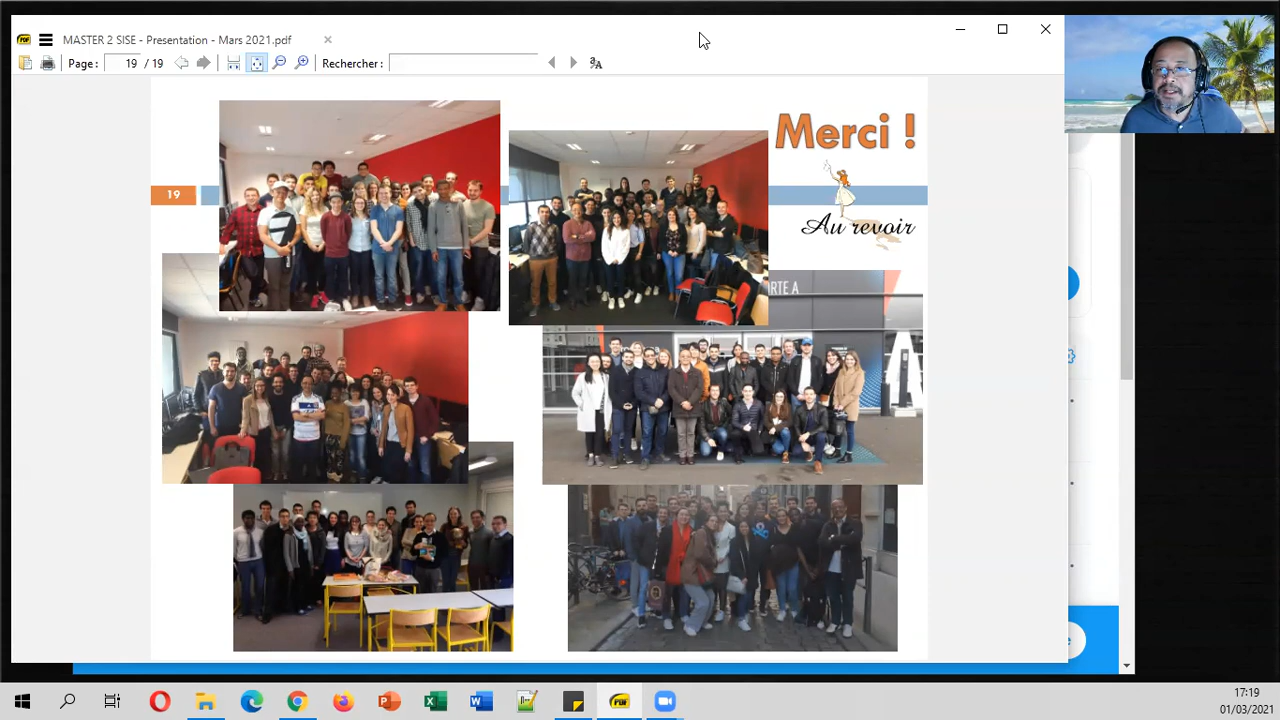 MASTER 2 SISE - Presentation - Mars 2021.pdf
Page : 19 / 19 Rechercher :
Merci !
19
Au revoir
RTE A
17:19
01/03/2021